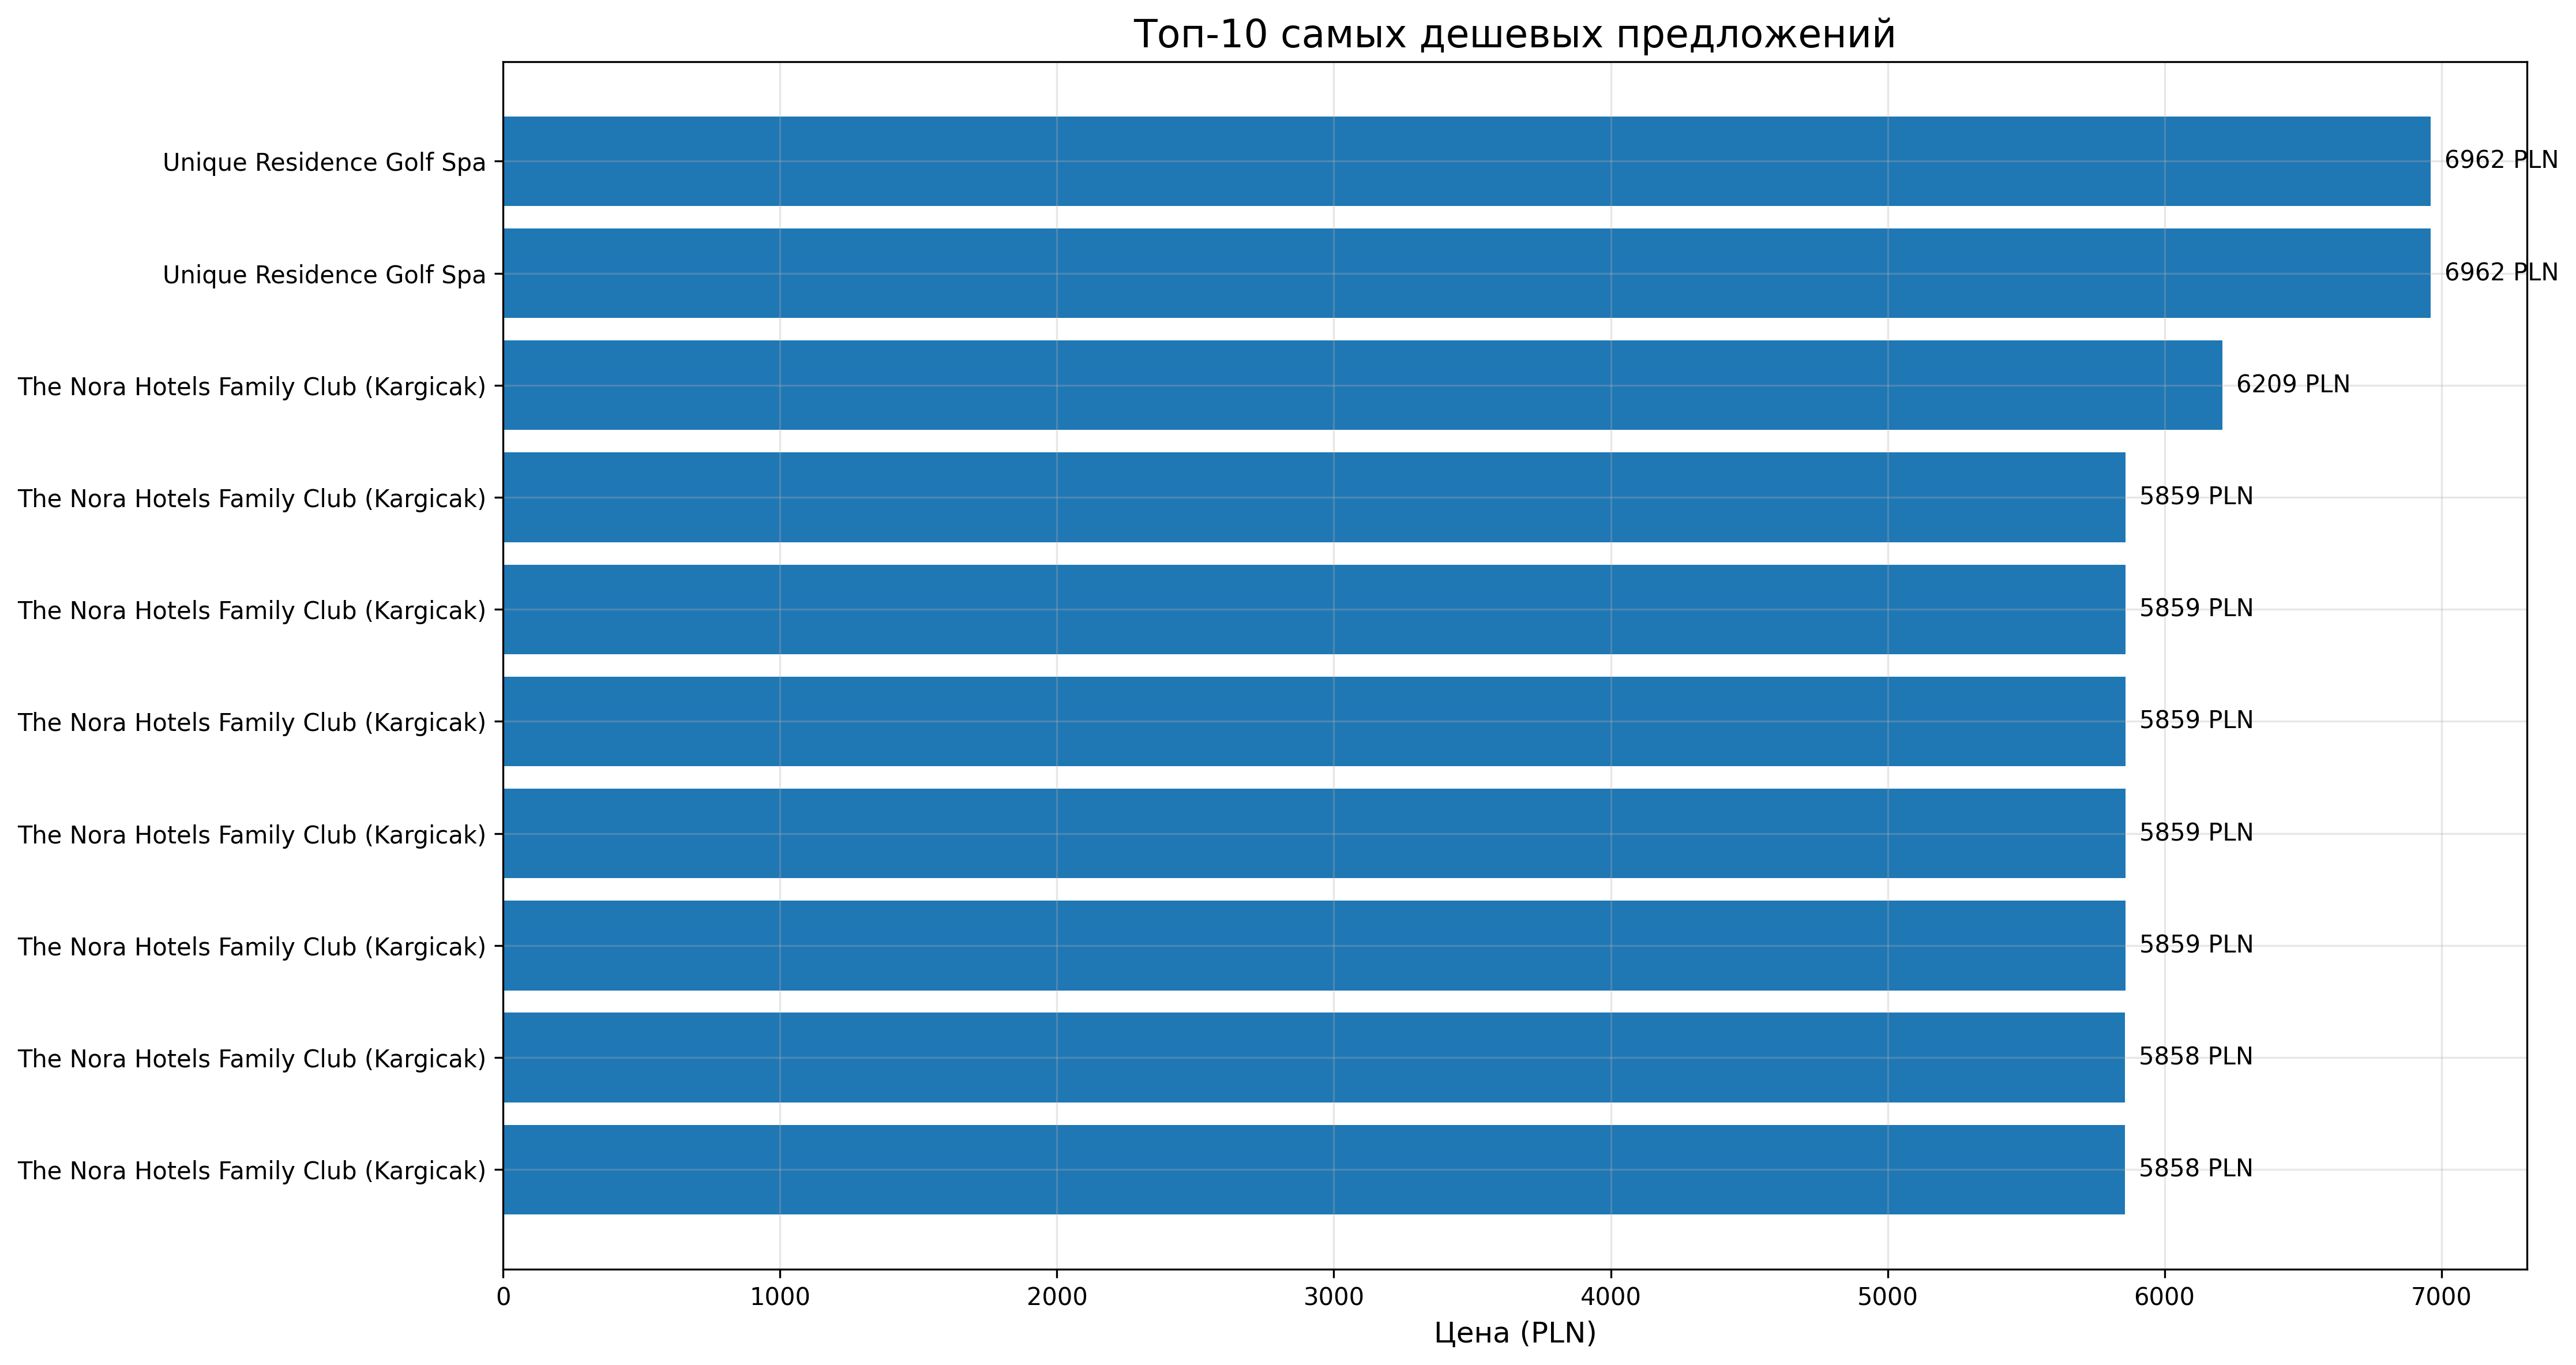 Топ-10 самых дешевых предложений
Unique Residence Golf Spa 6962 PLN
Unique Residence Golf Spa 6962 PLN
The Nora Hotels Family Club (Kargicak) 6209 PLN
The Nora Hotels Family Club (Kargicak) 5859 PLN
The Nora Hotels Family Club (Kargicak) 5859 PLN
The Nora Hotels Family Club (Kargicak) 5859 PLN
The Nora Hotels Family Club (Kargicak) 5859 PLN
The Nora Hotels Family Club (Kargicak) 5859 PLN
The Nora Hotels Family Club (Kargicak) 5858 PLN
The Nora Hotels Family Club (Kargicak) 5858 PLN
0 1000 2000 3000 4000 5000 6000 7000
Цена (PLN)